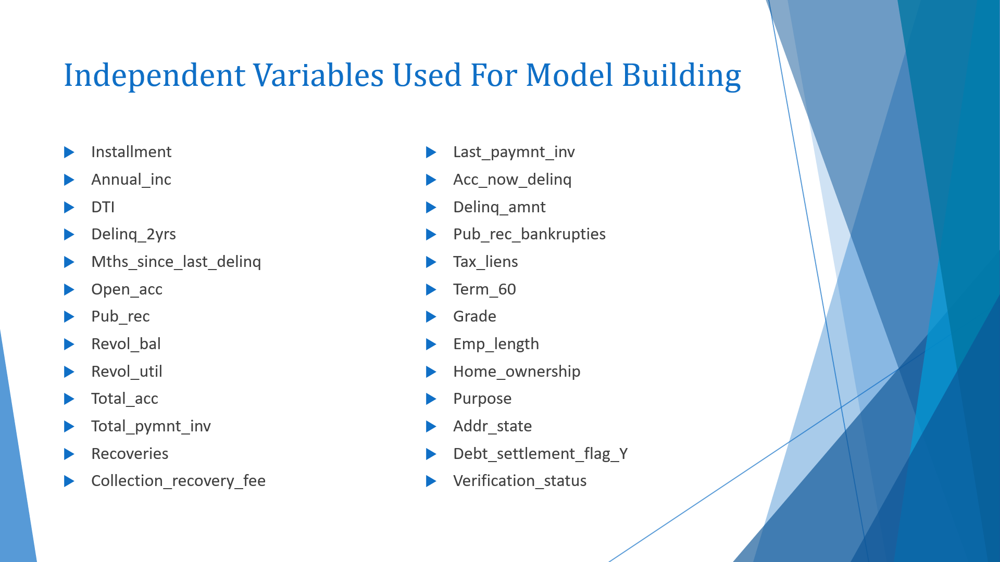 Independent Variables Used For Model Building
Installment
Annual_inc
DTI
Delinq_2yrs
Mths_since_last_delinq
Open_acc
Pub_rec
Revol_bal
Revol_util
Total_acc
Total_pymnt_inv
Recoveries
Collection_recovery_fee
Last_paymnt_inv
Acc_now_delinq
Delinq_amnt
Pub_rec_bankrupties
Tax_liens
Term_60
Grade
Emp_length
Home_ownership
Purpose
Addr_state
Debt_settlement_flag_Y
Verification_status